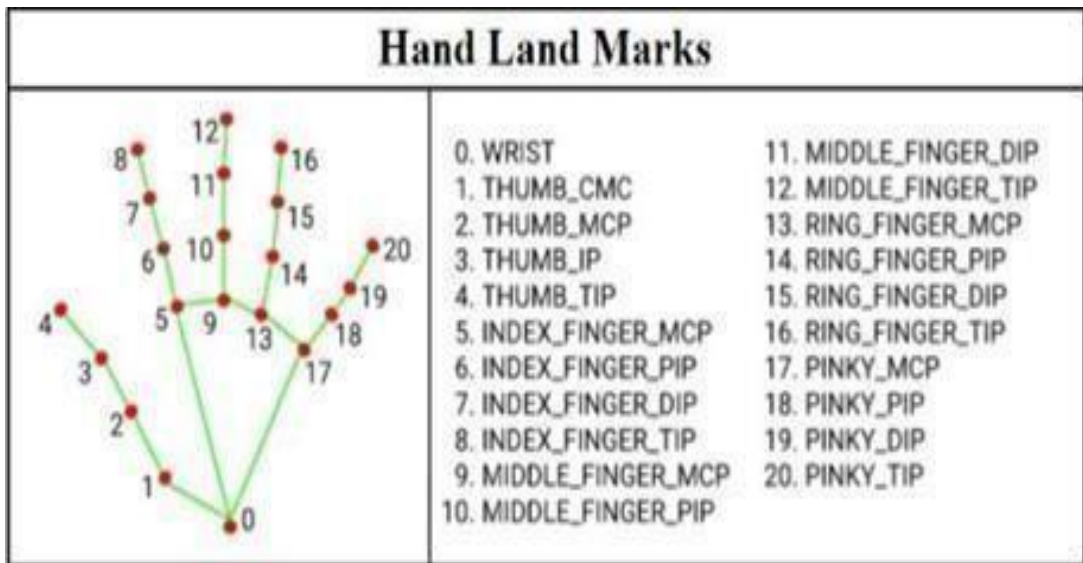 Hand Land Marks
12
8
16
11
7
15
20
6
10
14
19
4
5
9
13
18
3
17
2
1
0
0. WRIST
1. THUMB_CMC
2. THUMB_MCP
3. THUMB_IP
4. THUMB_TIP
5. INDEX_FINGER_MCP
6. INDEX_FINGER_PIP
7. INDEX_FINGER_DIP
8. INDEX_FINGER_TIP
9. MIDDLE_FINGER_MCP
10. MIDDLE_FINGER_PIP
11. MIDDLE_FINGER_DIP
12. MIDDLE_FINGER_TIP
13. RING_FINGER_MCP
14. RING_FINGER_PIP
15. RING_FINGER_DIP
16. RING_FINGER_TIP
17. PINKY_MCP
18. PINKY_PIP
19. PINKY_DIP
20. PINKY_TIP